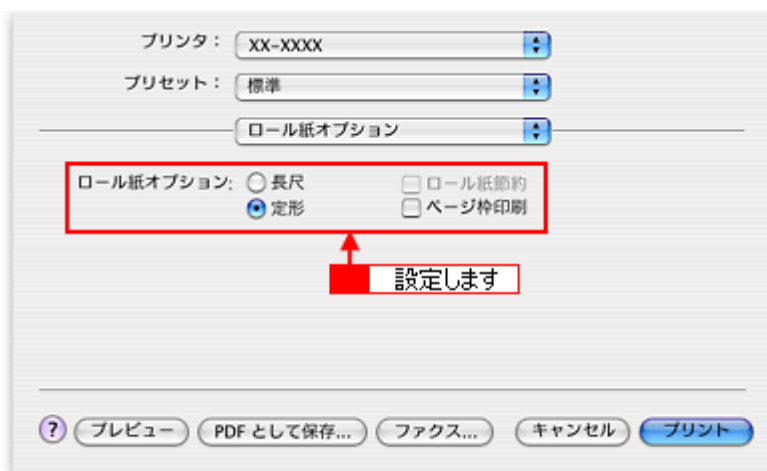 プリンタ： XX-XXXX
プリセット： 標準
ロール紙オプション
ロール紙オプション: 長尺 ロール紙節約
定形 ページ枠印刷
設定します
? プレビュー PDF として保存... ファクス... キャンセル プリント